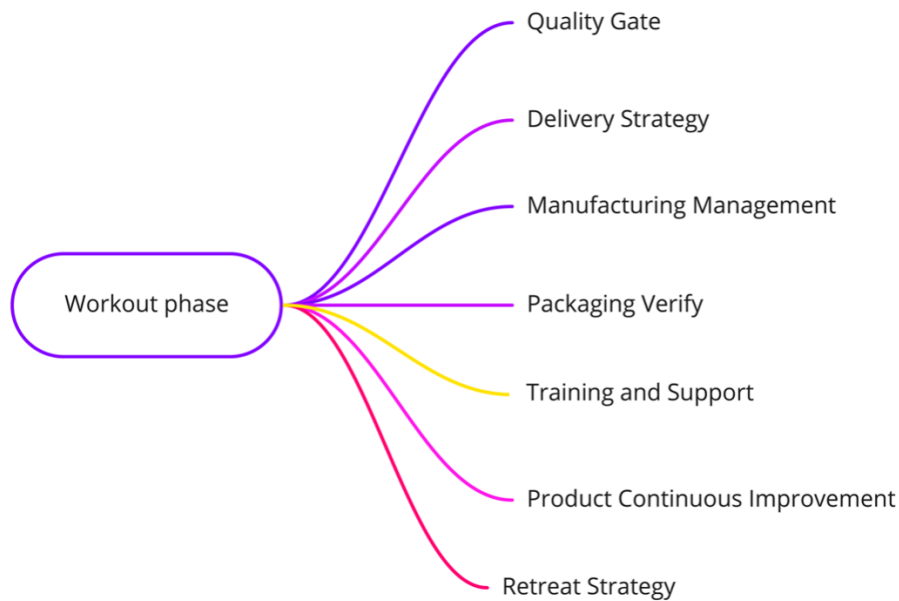 Quality Gate
Delivery Strategy
Manufacturing Management
Workout phase
Packaging Verify
Training and Support
Product Continuous Improvement
Retreat Strategy